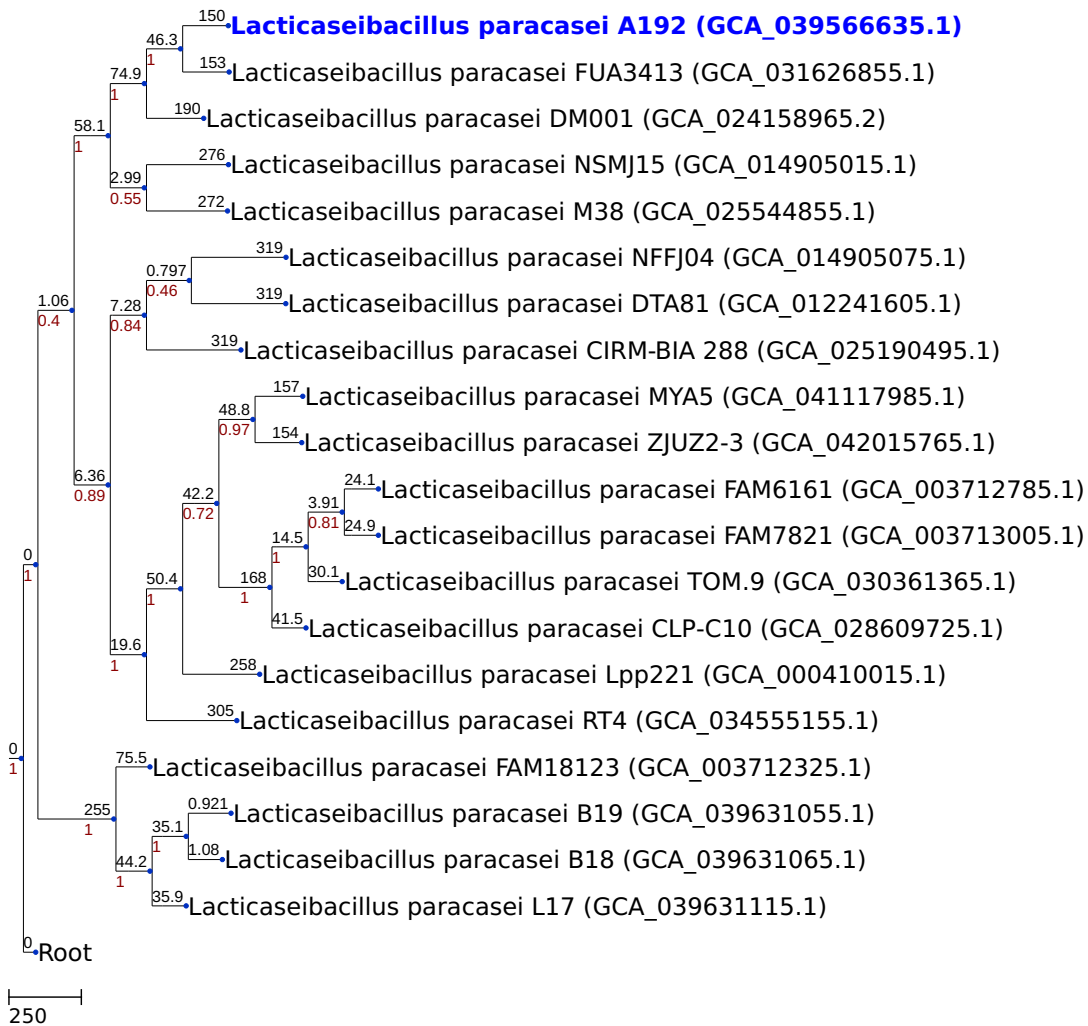 150
Lacticaseibacillus paracasei A192 (GCA_039566635.1)
46.3
1
153
Lacticaseibacillus paracasei FUA3413 (GCA_031626855.1)
74.9
1
190
Lacticaseibacillus paracasei DM001 (GCA_024158965.2)
58.1
1
276
Lacticaseibacillus paracasei NSMJ15 (GCA_014905015.1)
2.99
0.55
272
Lacticaseibacillus paracasei M38 (GCA_025544855.1)
319
Lacticaseibacillus paracasei NFFJ04 (GCA_014905075.1)
0.797
0.46
1.06
0.4
319
Lacticaseibacillus paracasei DTA81 (GCA_012241605.1)
7.28
0.84
319
Lacticaseibacillus paracasei CIRM-BIA 288 (GCA_025190495.1)
157
Lacticaseibacillus paracasei MYA5 (GCA_041117985.1)
48.8
0.97
154
Lacticaseibacillus paracasei ZJUZ2-3 (GCA_042015765.1)
6.36
0.89
24.1
Lacticaseibacillus paracasei FAM6161 (GCA_003712785.1)
42.2
0.72
3.91
0.81
24.9
Lacticaseibacillus paracasei FAM7821 (GCA_003713005.1)
14.5
1
0
1
30.1
Lacticaseibacillus paracasei TOM.9 (GCA_030361365.1)
50.4
1
168
1
41.5
Lacticaseibacillus paracasei CLP-C10 (GCA_028609725.1)
19.6
1
258
Lacticaseibacillus paracasei Lpp221 (GCA_000410015.1)
305
Lacticaseibacillus paracasei RT4 (GCA_034555155.1)
0
1
75.5
Lacticaseibacillus paracasei FAM18123 (GCA_003712325.1)
255
1
0.921
Lacticaseibacillus paracasei B19 (GCA_039631055.1)
35.1
1
1.08
Lacticaseibacillus paracasei B18 (GCA_039631065.1)
44.2
1
35.9
Lacticaseibacillus paracasei L17 (GCA_039631115.1)
0
Root
250